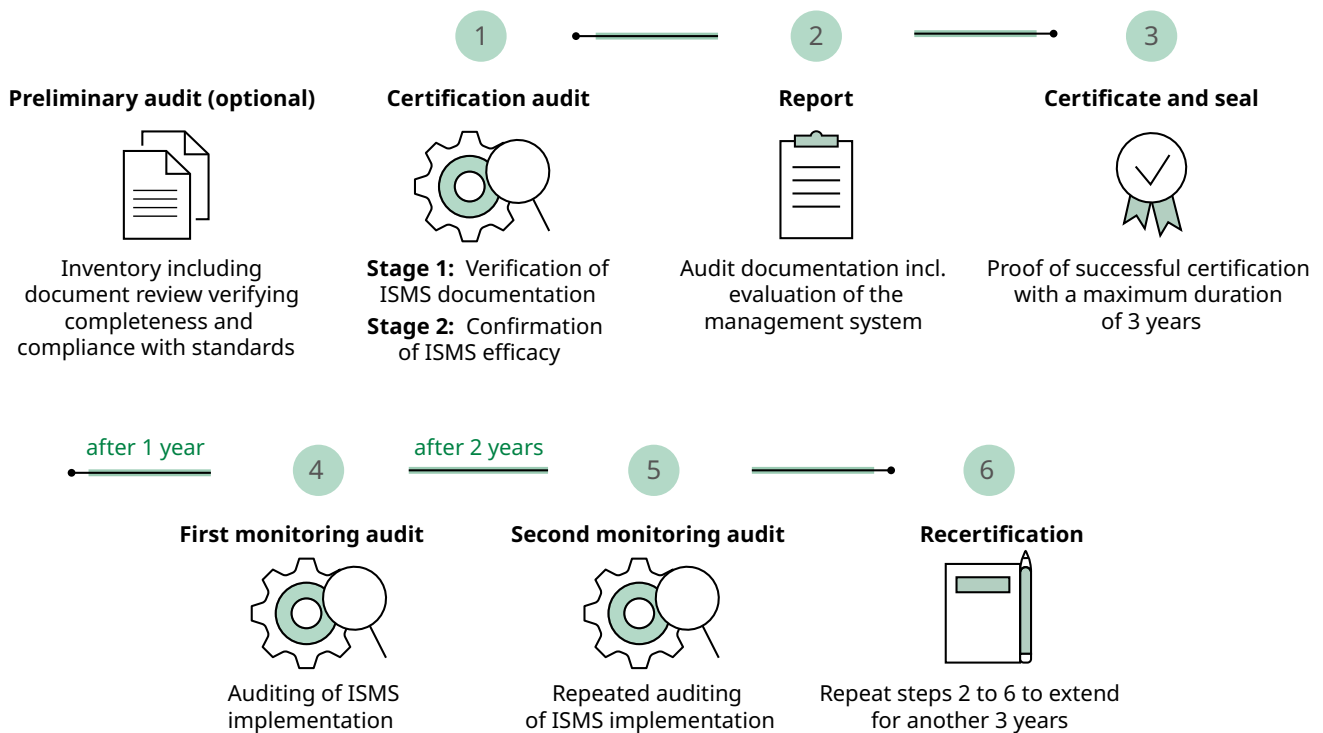 1
2
3
Preliminary audit (optional)
Certification audit
Report
Certificate and seal
Inventory including
document review verifying
completeness and
compliance with standards
Stage 1: Verification of
ISMS documentation
Stage 2: Confirmation
of ISMS efficacy
Audit documentation incl.
evaluation of the
management system
Proof of successful certification
with a maximum duration
of 3 years
after 1 year
4
after 2 years
5
6
First monitoring audit
Second monitoring audit
Recertification
Auditing of ISMS
implementation
Repeated auditing
of ISMS implementation
Repeat steps 2 to 6 to extend
for another 3 years